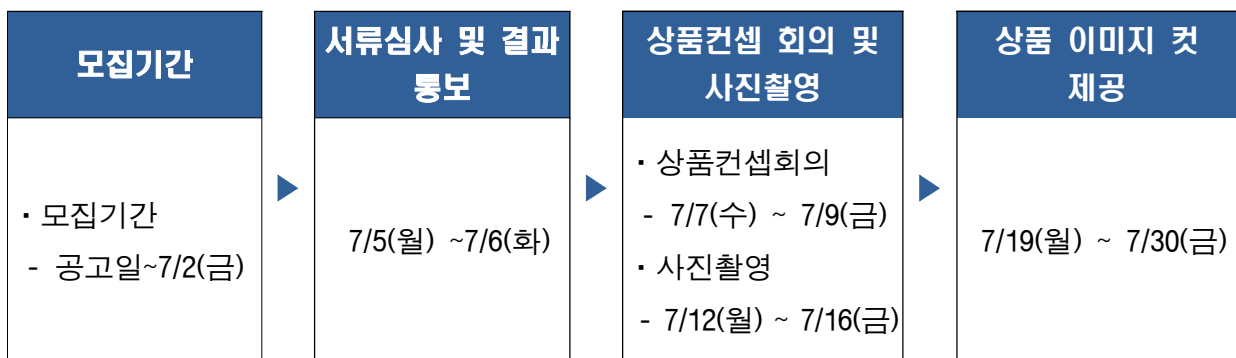 모집기간
· 모집기간
- 공고일~7/2(금)
서류심사 및 결과
통보
7/5(월) ~7/6(화)
상품컨셉 회의 및
사진촬영
· 상품컨셉회의
- 7/7(수) ~ 7/9(금)
· 사진촬영
- 7/12(월) ~ 7/16(금)
상품 이미지 컷
제공
7/19(월) ~ 7/30(금)